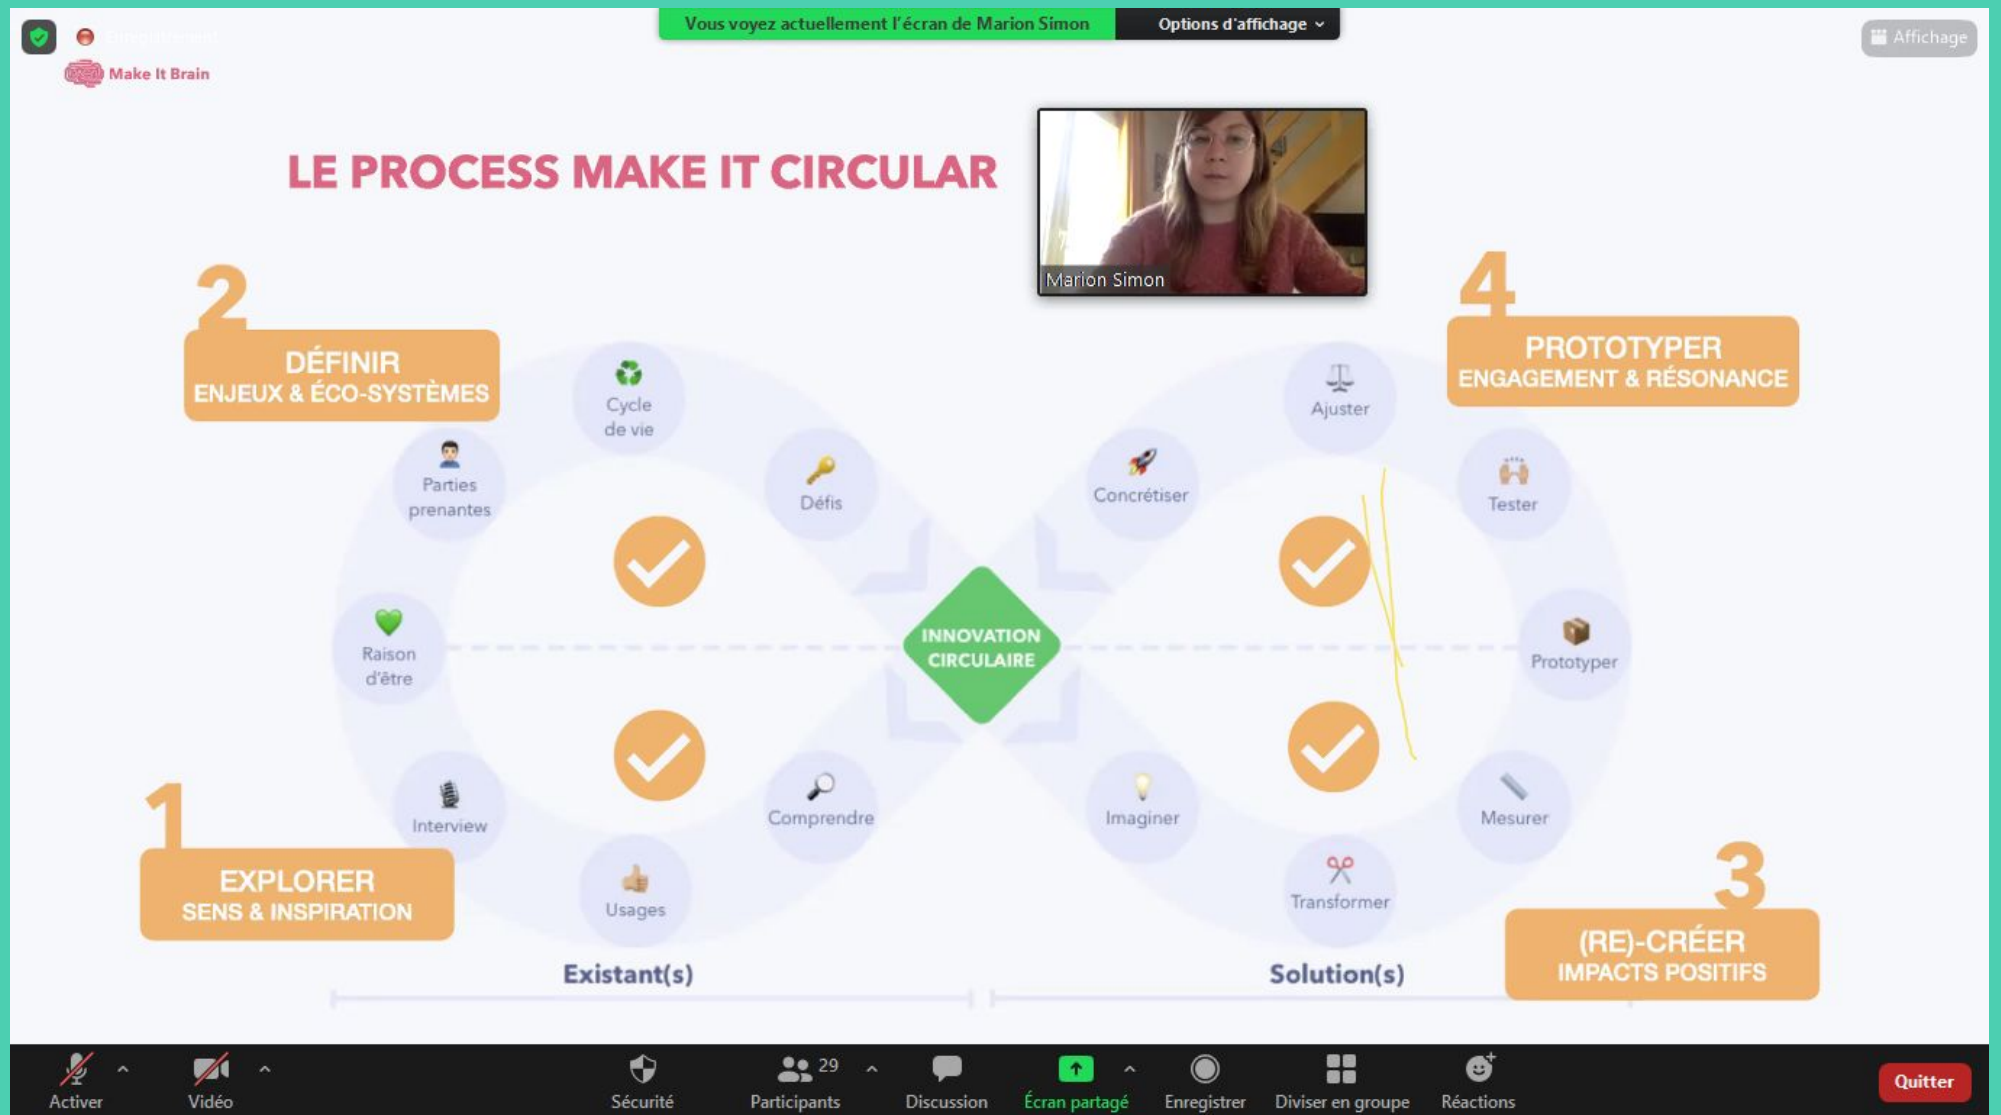 Vous voyez actuellement l'écran de Marion Simon
Options d'affichage
Affichage
Make It Brain
LE PROCESS MAKE IT CIRCULAR
Marion Simon
2
DÉFINIR
ENJEUX & ÉCO-SYSTÈMES
4
PROTOTYPER
ENGAGEMENT & RÉSONANCE
Cycle
de vie
Parties
prenantes
Défis
Raison
d'être
Interview
Usages
Comprendre
INNOVATION
CIRCULAIRE
Concrétiser
Ajuster
Tester
Prototyper
Mesurer
Transformer
Imaginer
1
EXPLORER
SENS & INSPIRATION
3
(RE)-CRÉER
IMPACTS POSITIFS
Existant(s)
Solution(s)
Activer
Vidéo
Sécurité
29
Participants
Discussion
Écran partagé
Enregistrer
Diviser en groupe
Réactions
Quitter